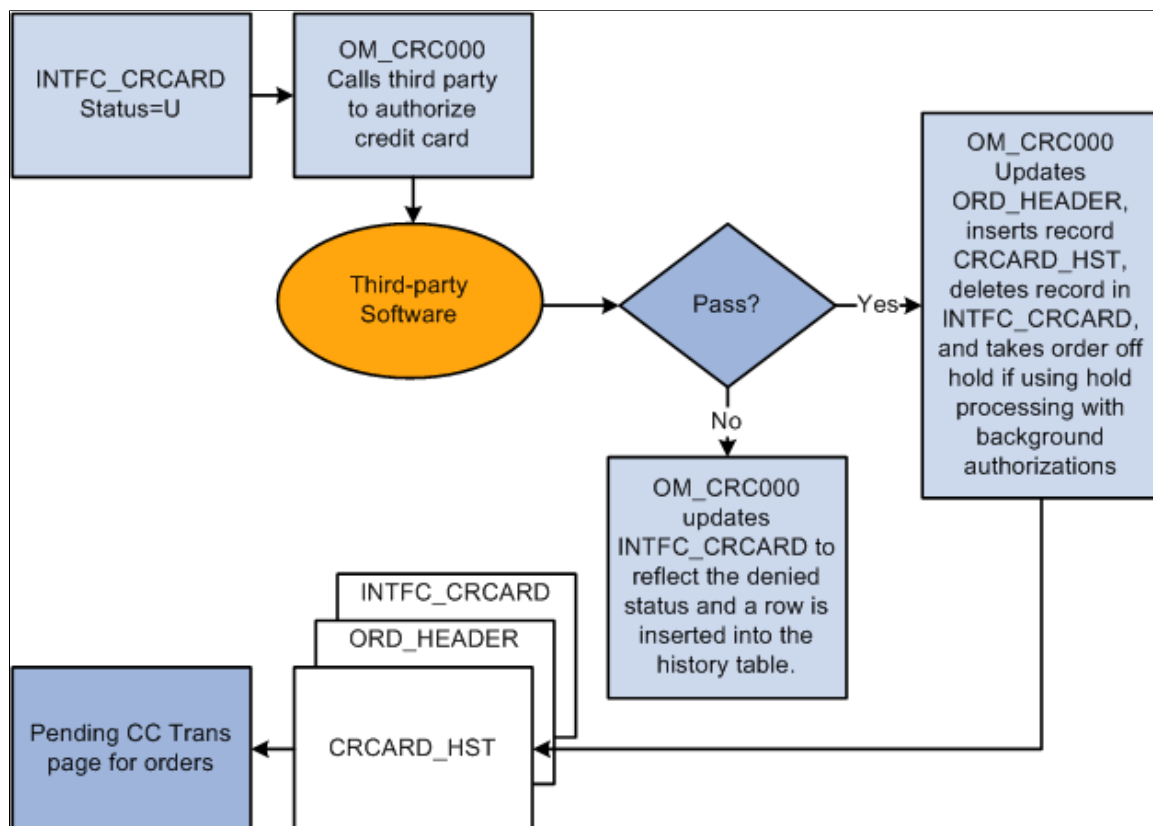 INTFC_CRCARD
Status=U
OM_CRC000
Calls third party
to authorize
credit card
Third-party
Software
Pass?
Yes
No
OM_CRC000
Updates
ORD_HEADER,
inserts record
CRCARD_HST,
deletes record in
INTFC_CRCARD,
and takes order off
hold if using hold
processing with
background
authorizations
OM_CRC000
updates
INTFC_CRCARD to
reflect the denied
status and a row is
inserted into the
history table.
INTFC_CRCARD
ORD_HEADER
CRCARD_HST
Pending CC Trans
page for orders